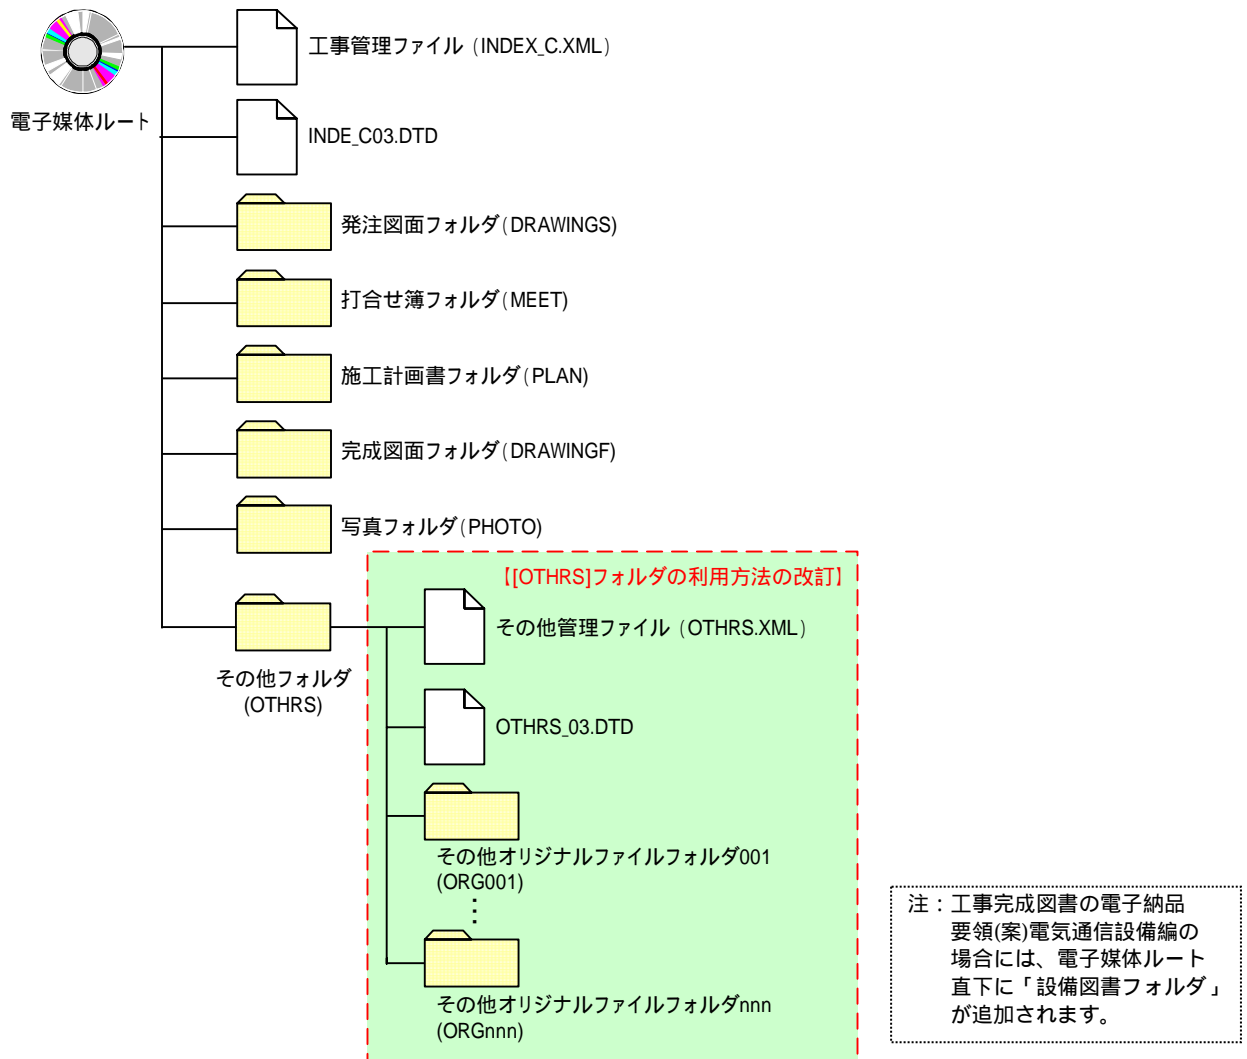 工事管理ファイル (INDEX_C.XML)
電子媒体ルート
INDE_C03.DTD
発注図面フォルダ(DRAWINGS)
打合せ簿フォルダ(MEET)
施工計画書フォルダ(PLAN)
完成図面フォルダ(DRAWINGF)
写真フォルダ(PHOTO)
【[OTHRS]フォルダの利用方法の改訂】
その他管理ファイル (OTHRS.XML)
その他フォルダ
(OTHRS)
OTHRS_03.DTD
その他オリジナルファイルフォルダ001
(ORG001)
⋮
その他オリジナルファイルフォルダnnn
(ORGnnn)
注：工事完成図書の電子納品
要領(案)電気通信設備編の
場合には、電子媒体ルート
直下に「設備図書フォルダ」
が追加されます。